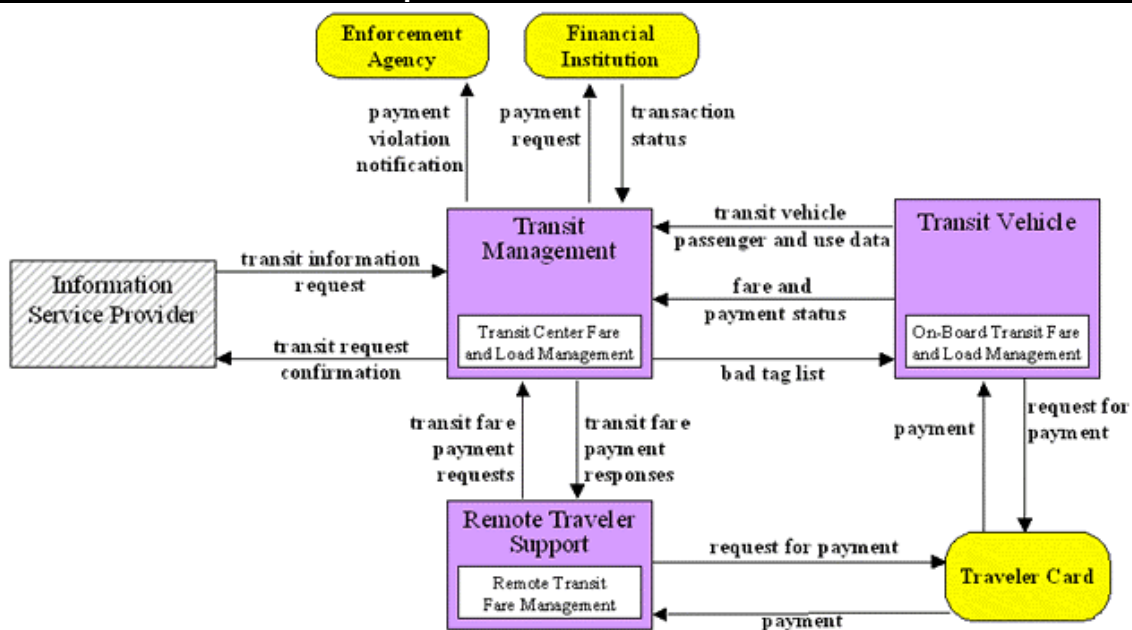 Enforcement
Agency
Financial
Institution
payment
violation
notification
payment
request
transaction
status
Transit
Management
Transit Center Fare
and Load Management
transit vehicle
passenger and use data
Transit Vehicle
On-Board Transit Fare
and Load Management
Information
Service Provider
transit information
request
fare and
payment status
transit request
confirmation
bad tag list
transit fare
payment
requests
transit fare
payment
responses
payment
request for
payment
Remote Traveler
Support
Remote Transit
Fare Management
request for payment
Traveler Card
payment